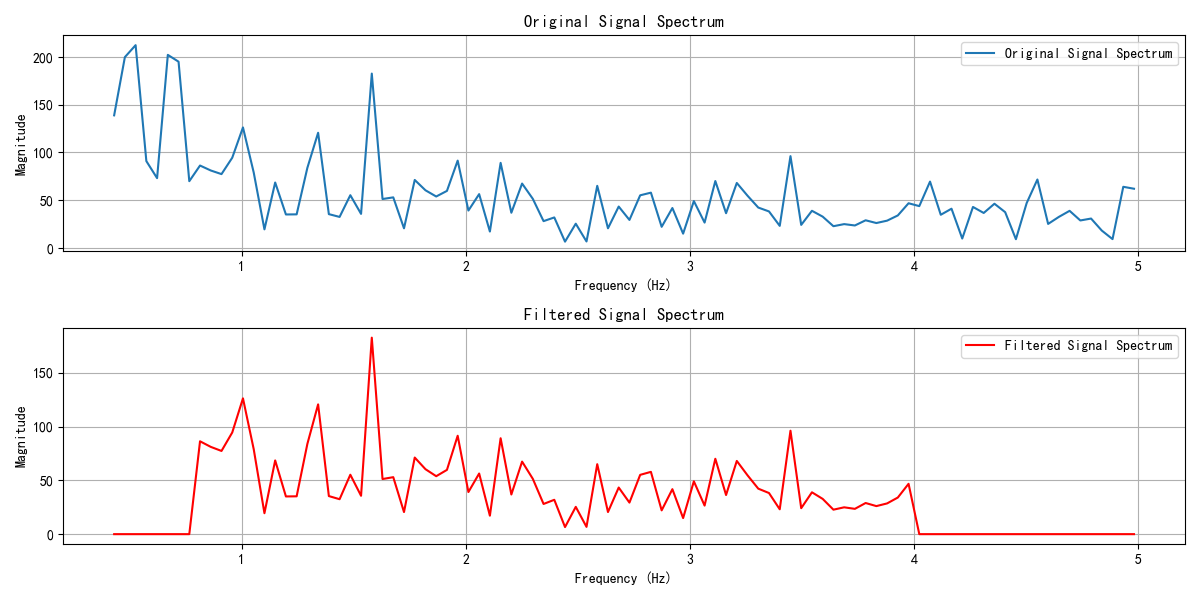 Original Signal Spectrum
Original Signal Spectrum
Magnitude
200
150
100
50
0
1 2 3 4 5
Frequency (Hz)
Filtered Signal Spectrum
Filtered Signal Spectrum
Magnitude
150
100
50
0
1 2 3 4 5
Frequency (Hz)